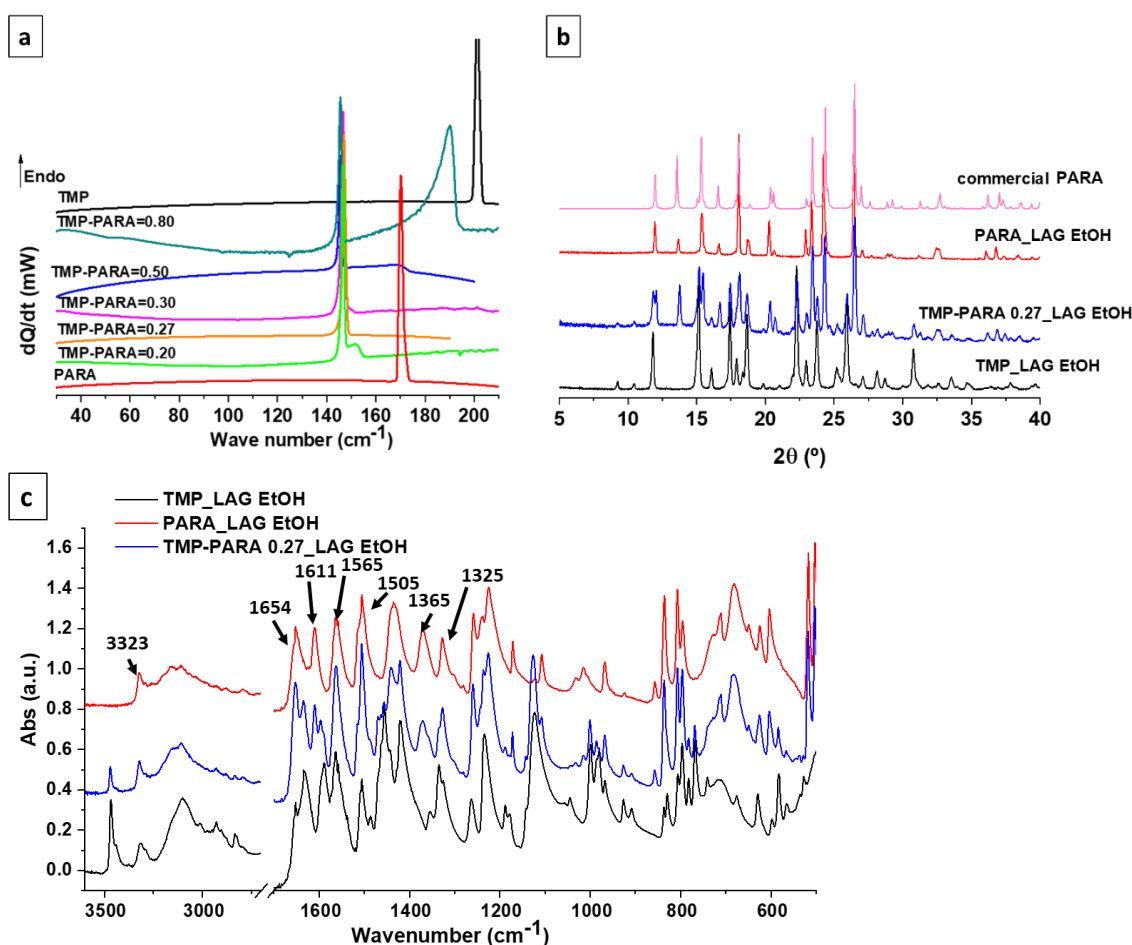 a
dQ/dt (mW)
Endo
TMP
TMP-PARA=0.80
TMP-PARA=0.50
TMP-PARA=0.30
TMP-PARA=0.27
TMP-PARA=0.20
PARA
40 60 80 100 120 140 160 180 200
Wave number (cm⁻¹)
b
commercial PARA
PARA_LAG EtOH
TMP-PARA 0.27_LAG EtOH
TMP_LAG EtOH
5 10 15 20 25 30 35 40
2θ (º)
c
TMP_LAG EtOH
PARA_LAG EtOH
TMP-PARA 0.27_LAG EtOH
Abs (a.u.)
1.6
1.4
1.2
1.0
0.8
0.6
0.4
0.2
0.0
3323
1654
1611
1565
1505
1365
1325
3500 3000 1600 1400 1200 1000 800 600
Wavenumber (cm⁻¹)